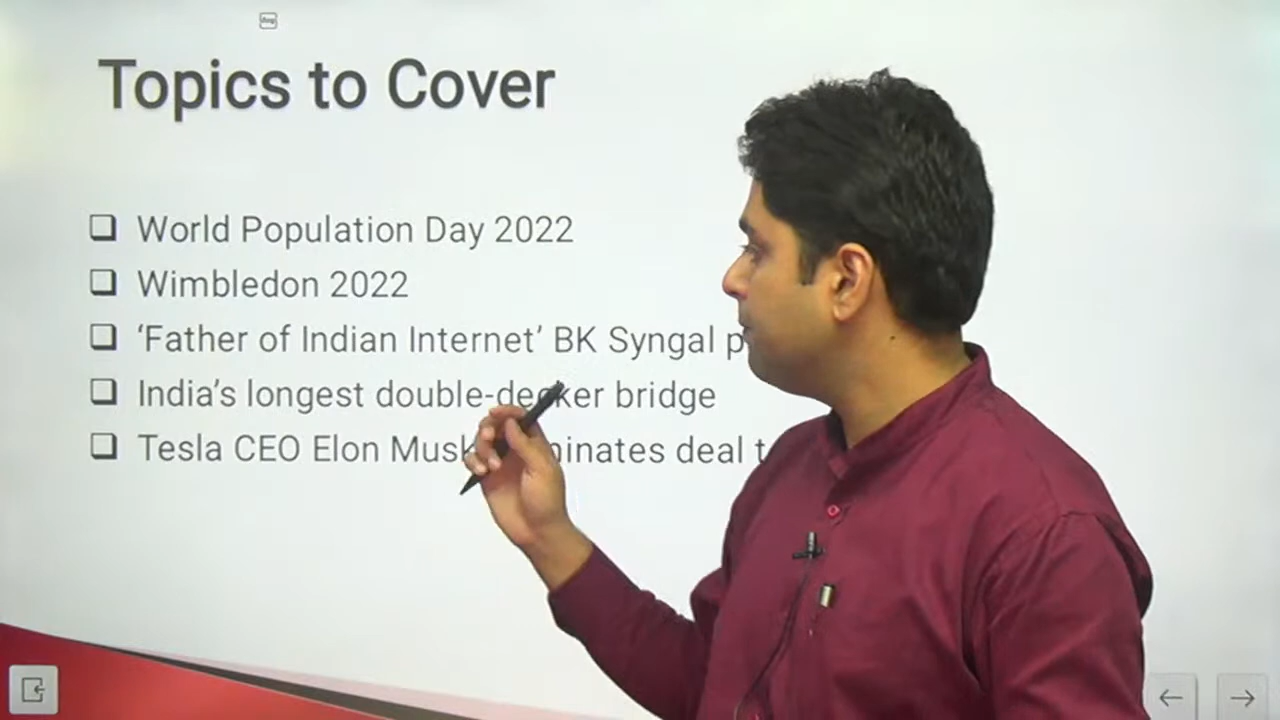 Topics to Cover
World Population Day 2022
Wimbledon 2022
‘Father of Indian Internet’ BK Syngal
India’s longest double-decker bridge
Tesla CEO Elon Musk deal